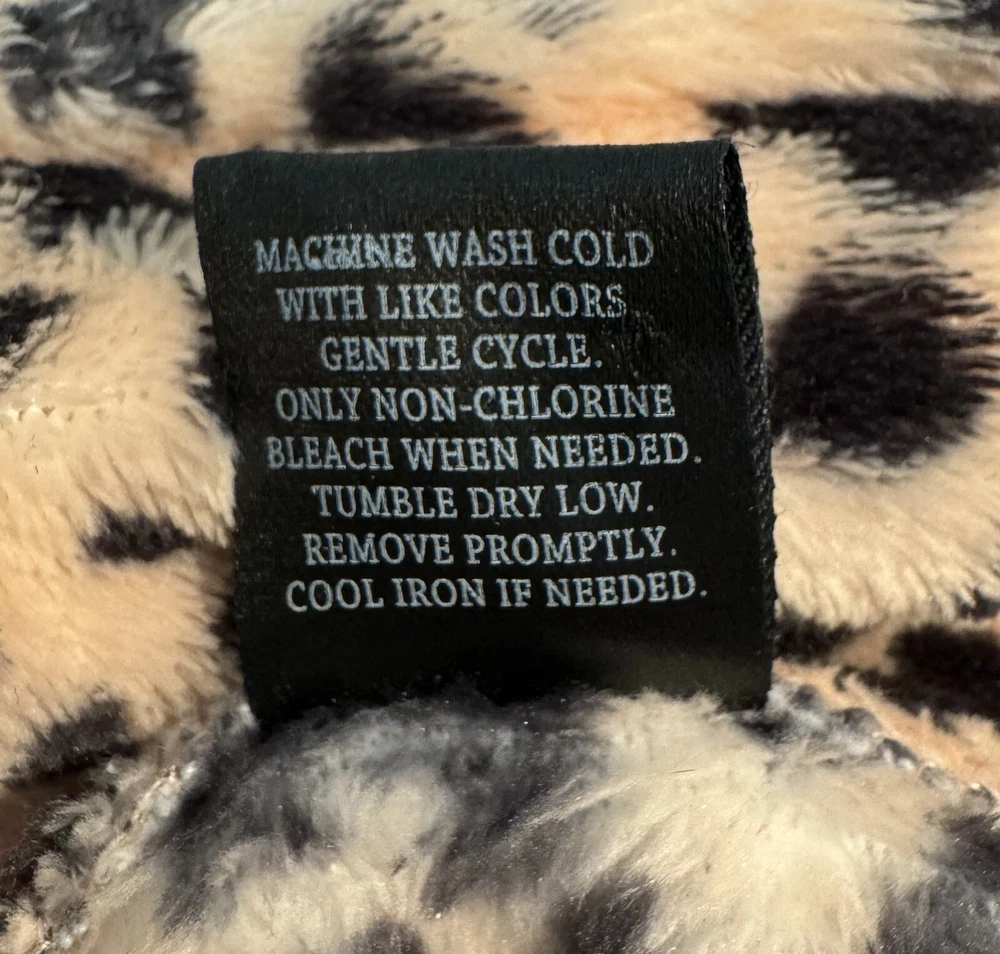 MACHINE WASH COLD
WITH LIKE COLORS
GENTLE CYCLE.
ONLY NON-CHLORINE
BLEACH WHEN NEEDED.
TUMBLE DRY LOW.
REMOVE PROMPTLY.
COOL IRON IF NEEDED.